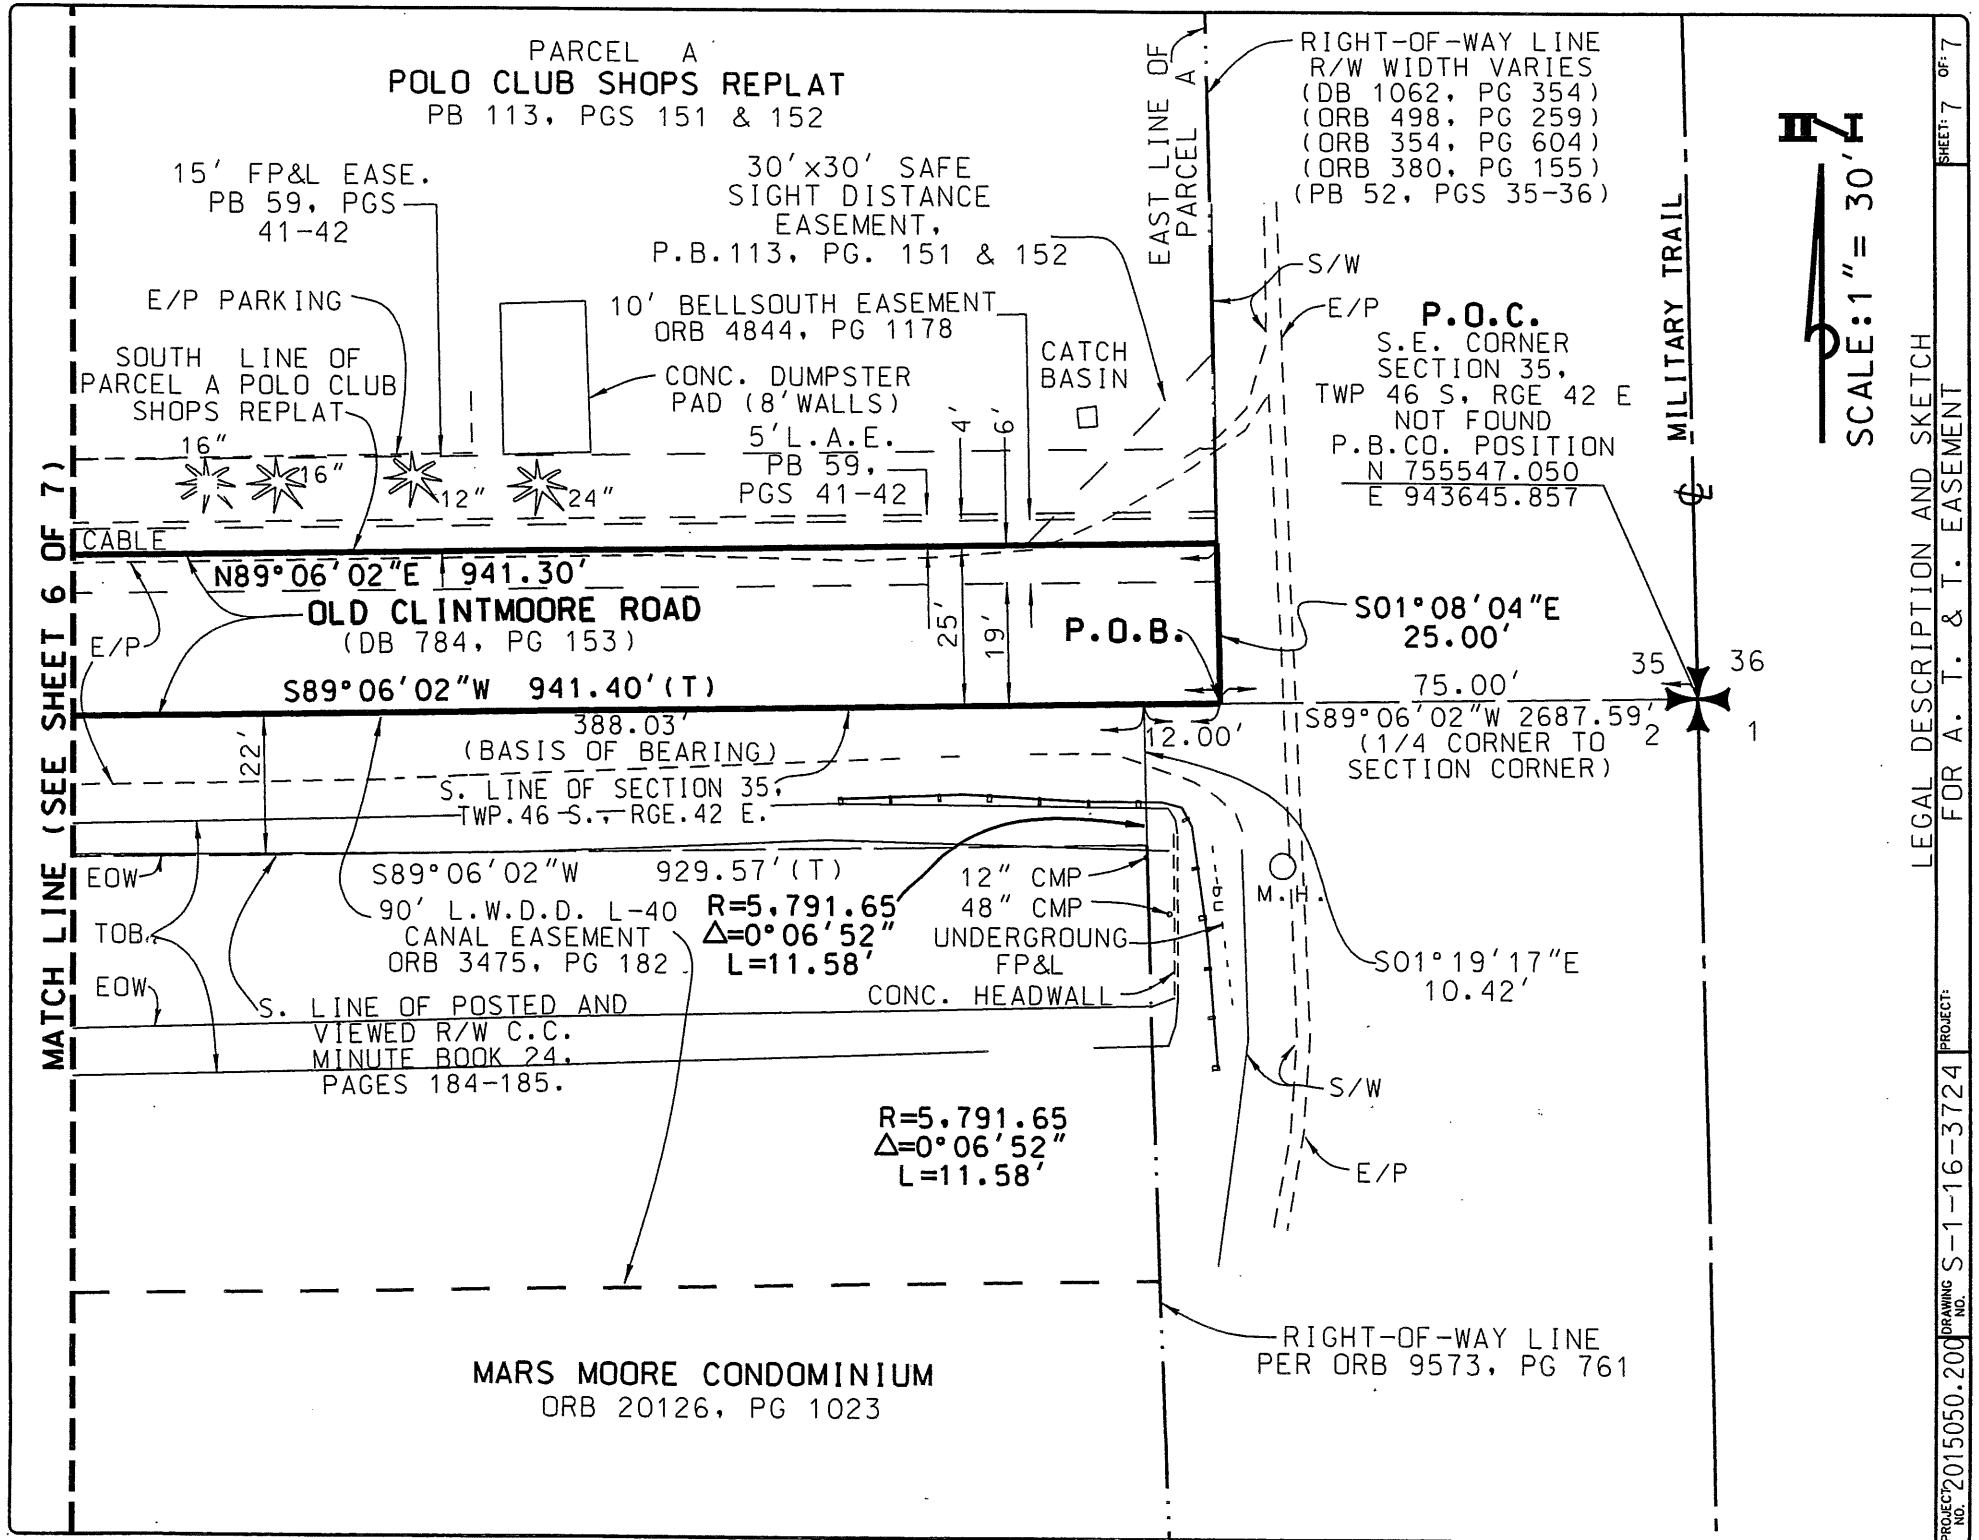 PARCEL A
POLO CLUB SHOPS REPLAT
PB 113, PGS 151 & 152
15' FP&L EASE.
PB 59, PGS
41-42
30'x30' SAFE
SIGHT DISTANCE
EASEMENT,
P.B.113, PG. 151 & 152
EAST LINE OF
PARCEL A
RIGHT-OF-WAY LINE
R/W WIDTH VARIES
(DB 1062, PG 354)
(ORB 498, PG 259)
(ORB 354, PG 604)
(ORB 380, PG 155)
(PB 52, PGS 35-36)
MILITARY TRAIL
SCALE:1"= 30'
E/P PARKING
10' BELLSOUTH EASEMENT
ORB 4844, PG 1178
S/W
E/P
SOUTH LINE OF
PARCEL A POLO CLUB
SHOPS REPLAT
CONC. DUMPSTER
PAD (8'WALLS)
CATCH
BASIN
P.O.C.
S.E. CORNER
SECTION 35,
TWP 46 S, RGE 42 E
NOT FOUND
P.B.CO. POSITION
N 755547.050
E 943645.857
5'L.A.E.
PB 59,
PGS 41-42
4'
6'
16"
16"
12"
24"
CABLE
N89°06'02"E 941.30'
OLD CLINTMOORE ROAD
(DB 784, PG 153)
E/P
25'
19'
P.O.B.
S01°08'04"E
25.00'
S89°06'02"W 941.40'(T)
388.03'
(BASIS OF BEARING)
22'
S. LINE OF SECTION 35,
TWP.46 S., RGE.42 E.
12.00'
75.00'
S89°06'02"W 2687.59'
(1/4 CORNER TO
SECTION CORNER)
35
36
2
1
MATCH LINE (SEE SHEET 6 OF 7)
EOW
TOB
EOW
S89°06'02"W 929.57'(T)
90' L.W.D.D. L-40
CANAL EASEMENT
ORB 3475, PG 182
R=5,791.65
Δ=0°06'52"
L=11.58'
12" CMP
48" CMP
UNDERGROUNG
FP&L
CONC. HEADWALL
M.H.
S01°19'17"E
10.42'
S. LINE OF POSTED AND
VIEWED R/W C.C.
MINUTE BOOK 24,
PAGES 184-185.
S/W
R=5,791.65
Δ=0°06'52"
L=11.58'
E/P
RIGHT-OF-WAY LINE
PER ORB 9573, PG 761
MARS MOORE CONDOMINIUM
ORB 20126, PG 1023
LEGAL DESCRIPTION AND SKETCH
FOR A. T. & T. EASEMENT
SHEET: 7 OF: 7
PROJECT:
DRAWING NO. S-1-16-3724
PROJECT NO. 2015050.200